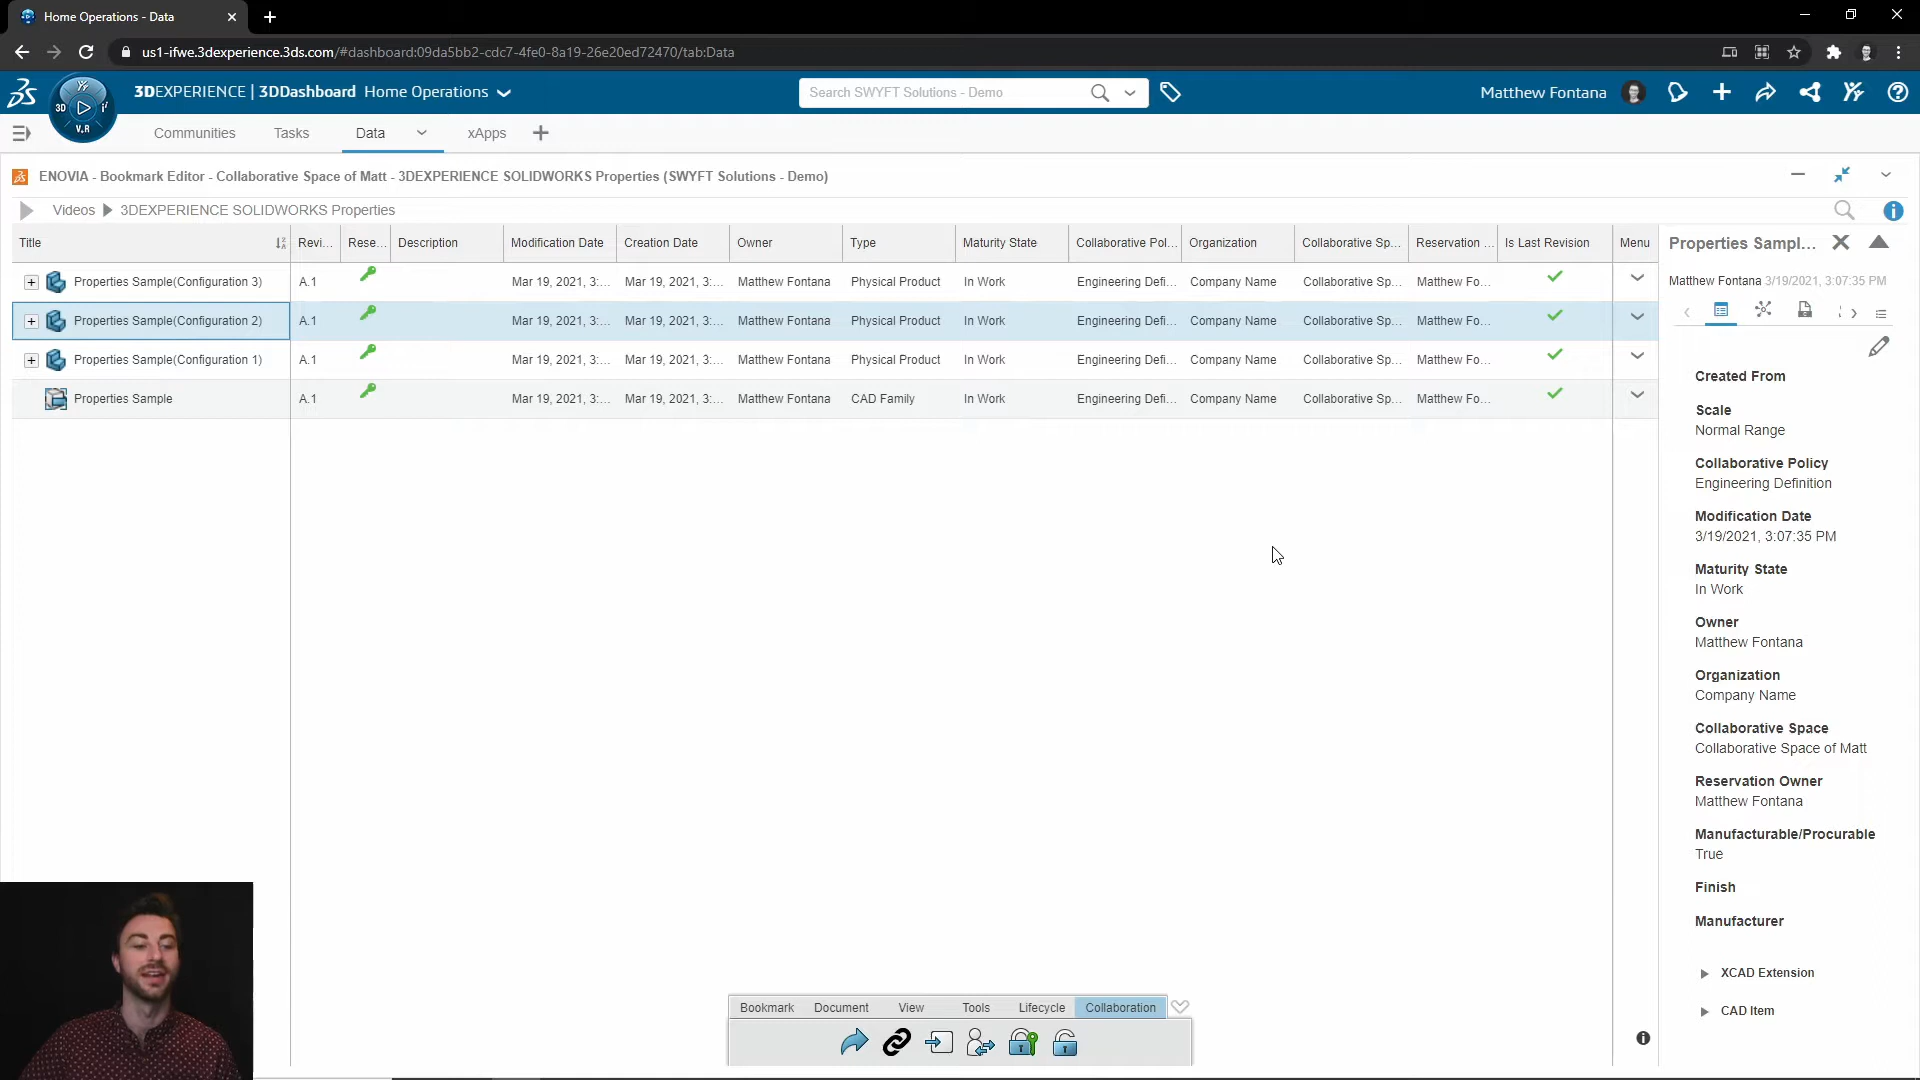 Home Operations - Data
us1-ifwe.3dexperience.3ds.com/#dashboard:09da5bb2-cdc7-4fe0-8a19-26e20ed72470/tab:Data
3DEXPERIENCE | 3DDashboard Home Operations
Search SWYFT Solutions - Demo
Matthew Fontana
3D
V.R
Communities Tasks Data xApps
ENOVIA - Bookmark Editor - Collaborative Space of Matt - 3DEXPERIENCE SOLIDWORKS Properties (SWYFT Solutions - Demo)
Videos 3DEXPERIENCE SOLIDWORKS Properties
Title Revi... Rese... Description Modification Date Creation Date Owner Type Maturity State Collaborative Pol... Organization Collaborative Sp... Reservation ... Is Last Revision Menu
Properties Sample(Configuration 3) A.1 Mar 19, 2021, 3:... Mar 19, 2021, 3:... Matthew Fontana Physical Product In Work Engineering Defi... Company Name Collaborative Sp... Matthew Fo...
Properties Sample(Configuration 2) A.1 Mar 19, 2021, 3:... Mar 19, 2021, 3:... Matthew Fontana Physical Product In Work Engineering Defi... Company Name Collaborative Sp... Matthew Fo...
Properties Sample(Configuration 1) A.1 Mar 19, 2021, 3:... Mar 19, 2021, 3:... Matthew Fontana Physical Product In Work Engineering Defi... Company Name Collaborative Sp... Matthew Fo...
Properties Sample A.1 Mar 19, 2021, 3:... Mar 19, 2021, 3:... Matthew Fontana CAD Family In Work Engineering Defi... Company Name Collaborative Sp... Matthew Fo...
Properties Sampl...
Matthew Fontana 3/19/2021, 3:07:35 PM
Created From
Scale
Normal Range
Collaborative Policy
Engineering Definition
Modification Date
3/19/2021, 3:07:35 PM
Maturity State
In Work
Owner
Matthew Fontana
Organization
Company Name
Collaborative Space
Collaborative Space of Matt
Reservation Owner
Matthew Fontana
Manufacturable/Procurable
True
Finish
Manufacturer
XCAD Extension
CAD Item
Bookmark Document View Tools Lifecycle Collaboration